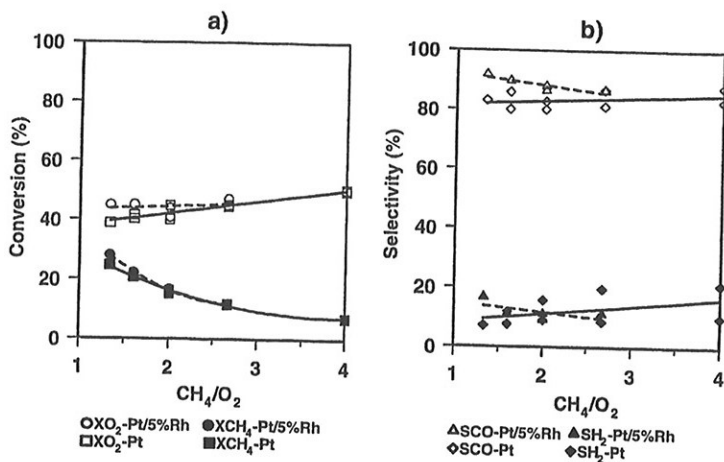 a)
100
80
60
40
20
0
Conversion (%)
1
2
3
4
CH₄/O₂
○XO₂-Pt/5%Rh ●XCH₄-Pt/5%Rh
□XO₂-Pt ■XCH₄-Pt
b)
100
80
60
40
20
0
Selectivity (%)
1
2
3
4
CH₄/O₂
△SCO-Pt/5%Rh ▲SH₂-Pt/5%Rh
◇SCO-Pt ◆SH₂-Pt